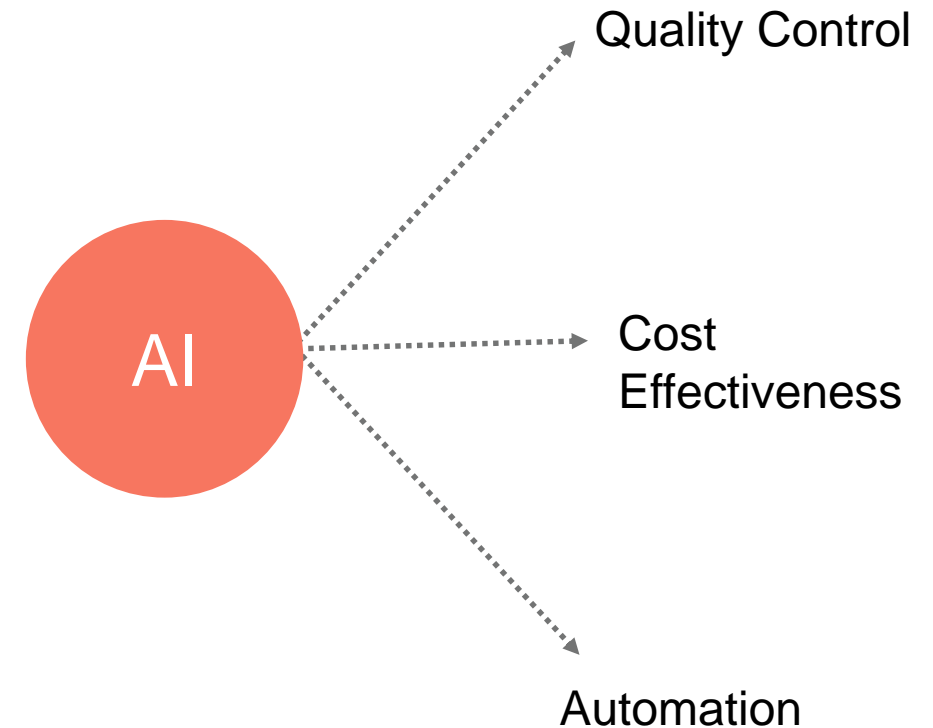 Quality Control
AI
Cost
Effectiveness
Automation